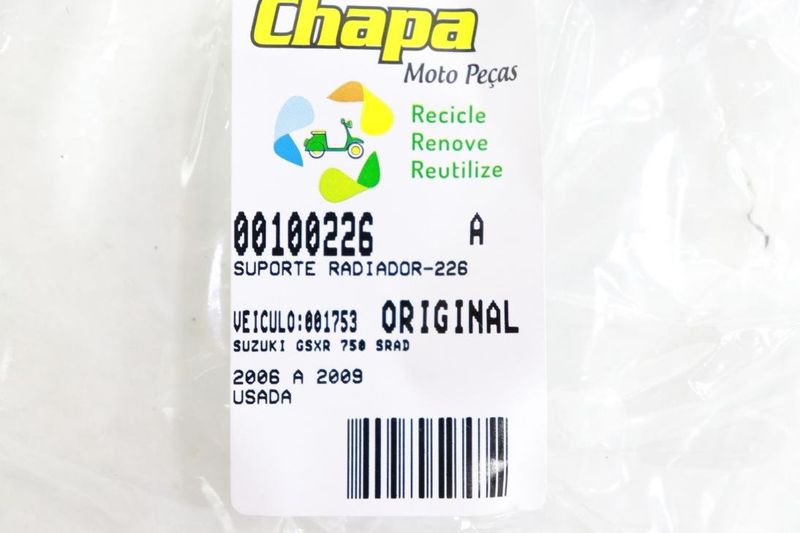 Chapa
Moto Peças
Recicle
Renove
Reutilize
00100226 A
SUPORTE RADIADOR-226
VEICULO:001753 ORIGINAL
SUZUKI GSXR 750 SRAD
2006 A 2009
USADA